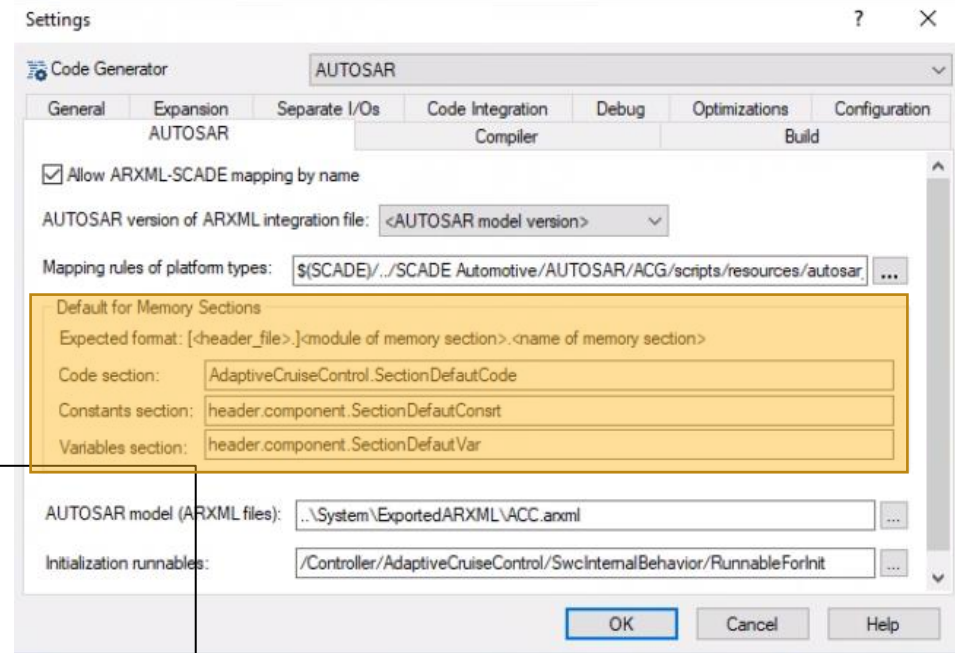 Settings ?
Code Generator AUTOSAR
General Expansion Separate I/Os Code Integration Debug Optimizations Configuration
AUTOSAR Compiler Build
Allow ARXML-SCADE mapping by name
AUTOSAR version of ARXML integration file: <AUTOSAR model version>
Mapping rules of platform types: $(SCADE)/../SCADE Automotive/AUTOSAR/ACG/scripts/resources/autosar_ ...
Default for Memory Sections
Expected format: [<header_file>.]<module of memory section>.<name of memory section>
Code section: AdaptiveCruiseControl.SectionDefautCode
Constants section: header.component.SectionDefautConsrt
Variables section: header.component.SectionDefautVar
AUTOSAR model (ARXML files): ..\System\ExportedARXML\ACC.arxml ...
Initialization runnables: /Controller/AdaptiveCruiseControl/SwcInternalBehavior/RunnableForInit ...
OK Cancel Help